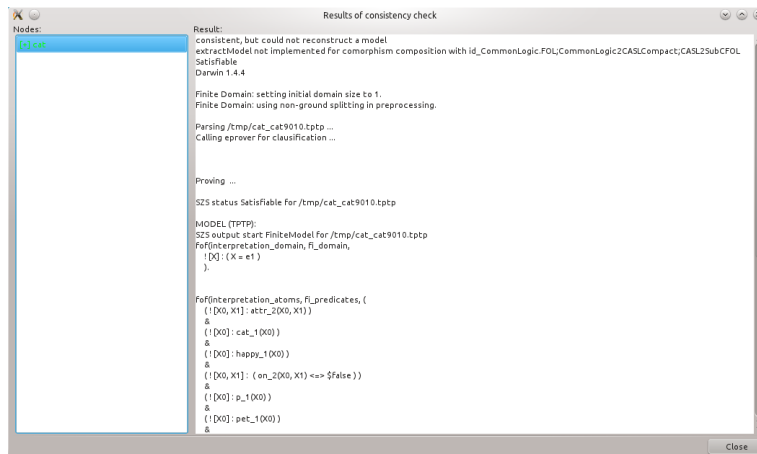 Results of consistency check
Nodes:
Result:
[+] cat
consistent, but could not reconstruct a model
extractModel not implemented for comorphism composition with id_CommonLogic.FOL;CommonLogic2CASLCompact;CASL2SubCFOL
Satisfiable
Darwin 1.4.4
Finite Domain: setting initial domain size to 1.
Finite Domain: using non-ground splitting in preprocessing.
Parsing /tmp/cat_cat9010.tptp ...
Calling eprover for clausification ...
Proving ...
SZS status Satisfiable for /tmp/cat_cat9010.tptp
MODEL (TPTP):
SZS output start FiniteModel for /tmp/cat_cat9010.tptp
fof(interpretation_domain, fi_domain,
! [X] : ( X = e1 )
).
fof(interpretation_atoms, fi_predicates, (
( ! [X0, X1] : attr_2(X0, X1) )
&
( ! [X0] : cat_1(X0) )
&
( ! [X0] : happy_1(X0) )
&
( ! [X0, X1] : ( on_2(X0, X1) <=> $false ) )
&
( ! [X0] : p_1(X0) )
&
( ! [X0] : pet_1(X0) )
&
Close